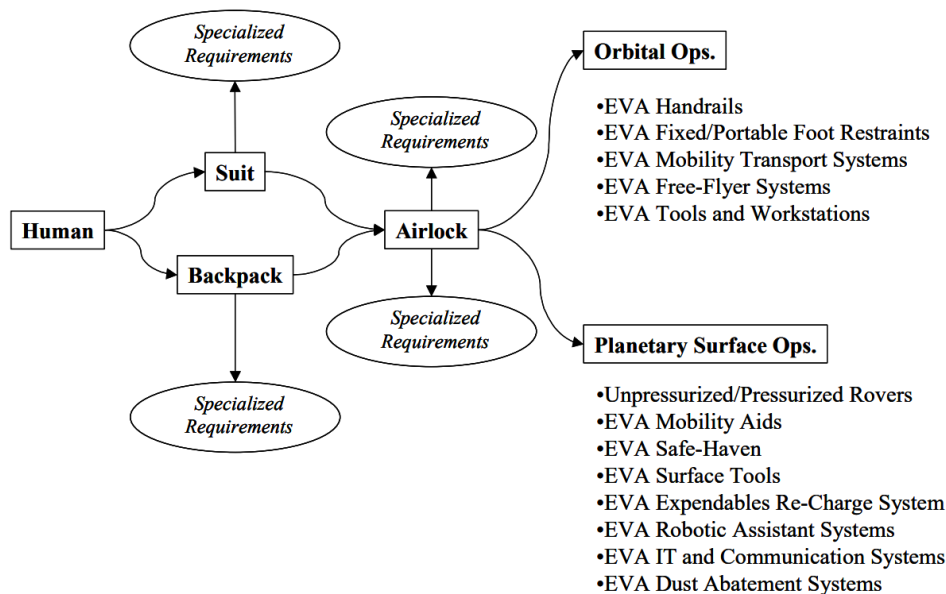 Specialized
Requirements
Orbital Ops.
•EVA Handrails
•EVA Fixed/Portable Foot Restraints
•EVA Mobility Transport Systems
•EVA Free-Flyer Systems
•EVA Tools and Workstations
Specialized
Requirements
Suit
Human
Airlock
Backpack
Specialized
Requirements
Planetary Surface Ops.
Specialized
Requirements
•Unpressurized/Pressurized Rovers
•EVA Mobility Aids
•EVA Safe-Haven
•EVA Surface Tools
•EVA Expendables Re-Charge System
•EVA Robotic Assistant Systems
•EVA IT and Communication Systems
•EVA Dust Abatement Systems